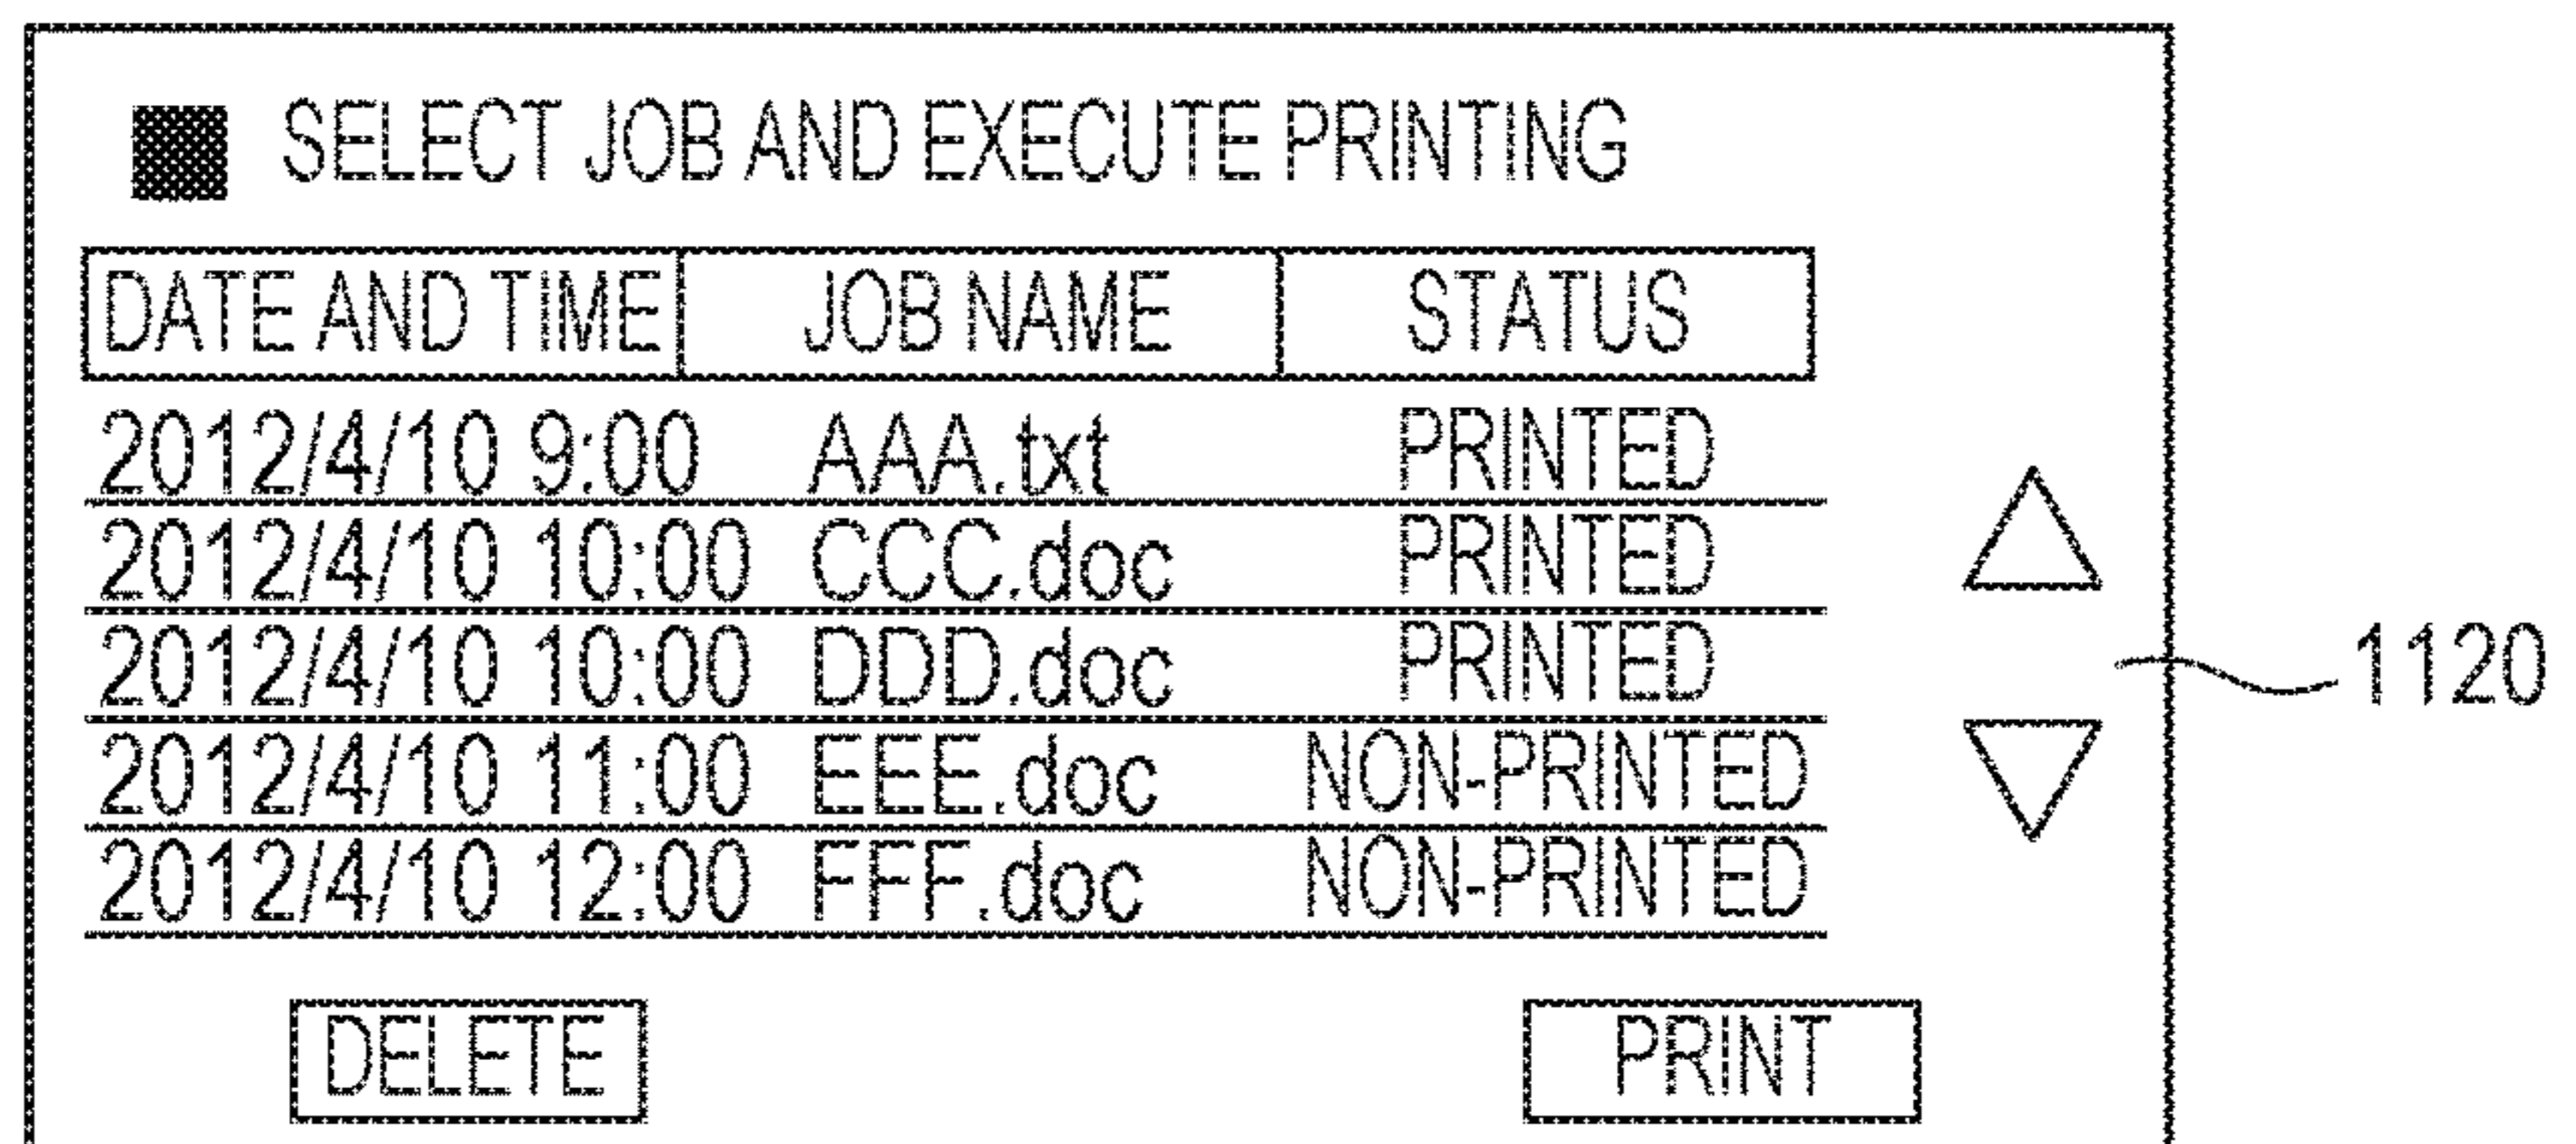 SELECT JOB AND EXECUTE PRINTING
DATE AND TIME JOB NAME STATUS
2012/4/10 9:00 AAA.txt PRINTED
2012/4/10 10:00 CCC.doc PRINTED
2012/4/10 10:00 DDD.doc PRINTED
1120
2012/4/10 11:00 EEE.doc NON-PRINTED
2012/4/10 12:00 FFF.doc NON-PRINTED
DELETE PRINT